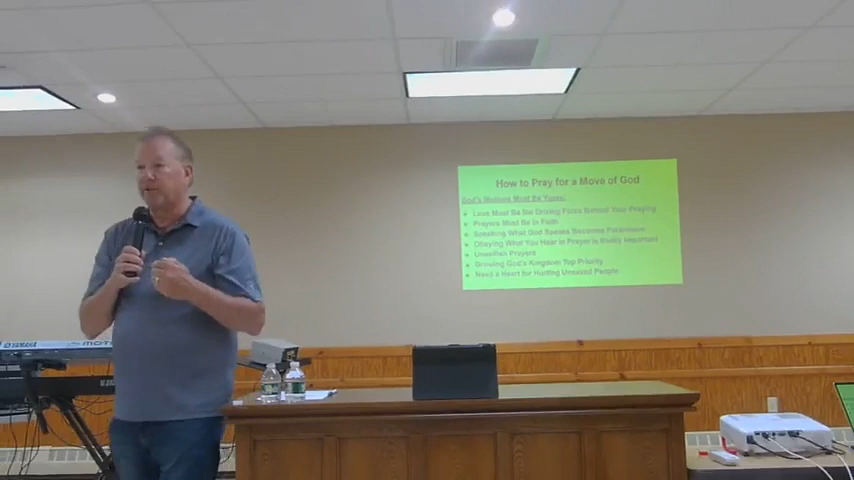 How to Pray for a Move of God
God's Motives Must Be Yours:
Love Must Be the Driving Force Behind Your Praying
Prayers Must Be in Faith
Speaking What God Speaks Becomes Paramount
Obeying What You Hear in Prayer is Really Important
Unselfish Prayers
Growing God's Kingdom Top Priority
Need a Heart for Hurting Unsaved People